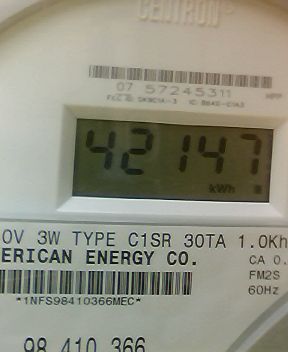 CENTRON®
07 57245311
42147
kWh
0V 3W TYPE C1SR 30TA 1.0Kh
ERICAN ENERGY CO.
CA 0.
FM2S
60Hz
*1NFS98410366MEC*
98 410 366